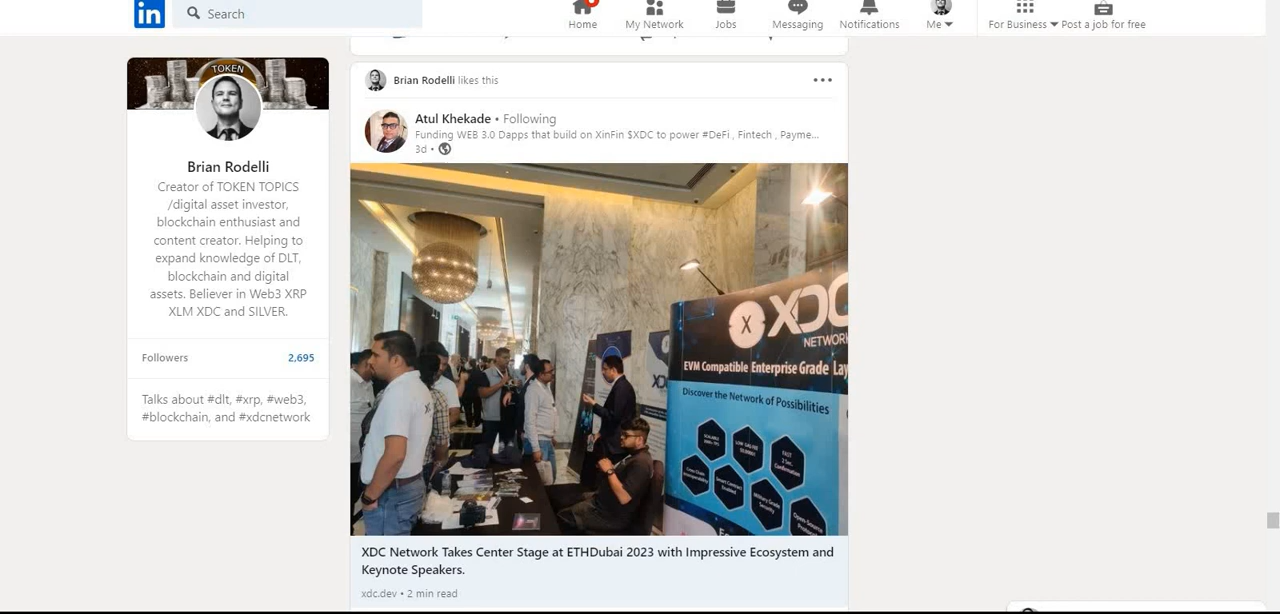 in
Search
Home
My Network
Jobs
Messaging
Notifications
Me
For Business
Post a job for free
TOKEN
Brian Rodelli
Creator of TOKEN TOPICS
/digital asset investor,
blockchain enthusiast and
content creator. Helping to
expand knowledge of DLT,
blockchain and digital
assets. Believer in Web3 XRP
XLM XDC and SILVER.
Followers 2,695
Talks about #dlt, #xrp, #web3,
#blockchain, and #xdcnetwork
Brian Rodelli likes this
Atul Khekade • Following
Funding WEB 3.0 Dapps that build on XinFin $XDC to power #DeFi , Fintech , Payme...
3d •
X XDC
NETWOR
EVM Compatible Enterprise Grade Lay
Discover the Network of Possibilities
XDC Network Takes Center Stage at ETHDubai 2023 with Impressive Ecosystem and
Keynote Speakers.
xdc.dev • 2 min read